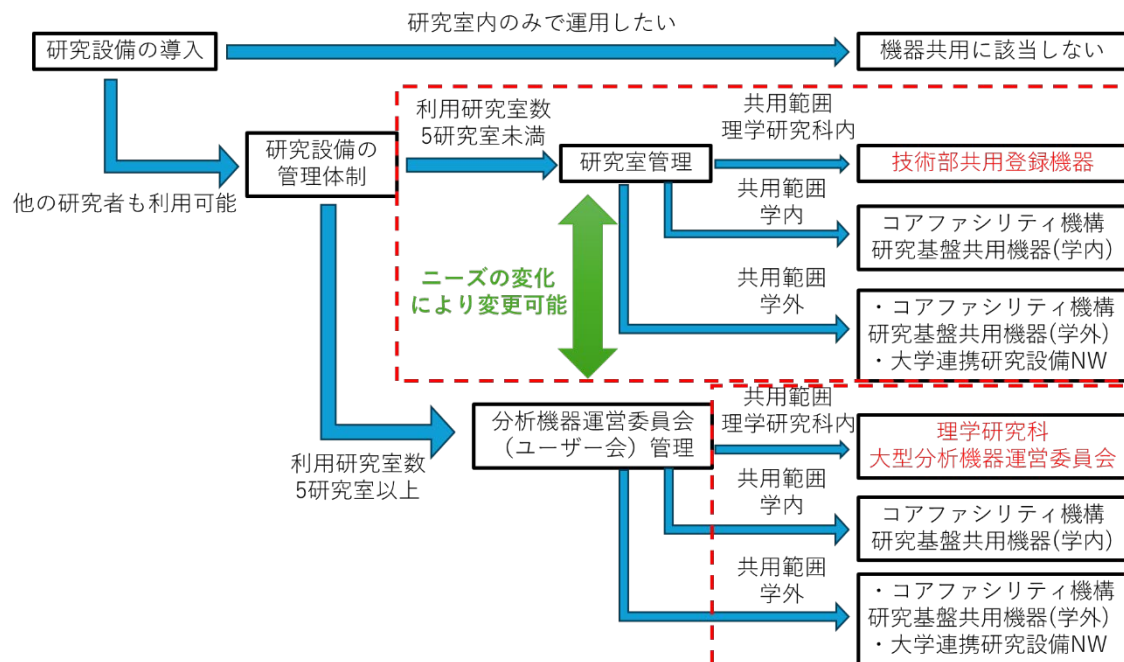 研究室内のみで運用したい
研究設備の導入
機器共用に該当しない
他の研究者も利用可能
研究設備の
管理体制
利用研究室数
5研究室未満
研究室管理
共用範囲
理学研究科内
技術部共用登録機器
共用範囲
学内
コアファシリティ機構
研究基盤共用機器(学内)
共用範囲
学外
・コアファシリティ機構
研究基盤共用機器(学外)
・大学連携研究設備NW
ニーズの変化
により変更可能
利用研究室数
5研究室以上
分析機器運営委員会
(ユーザー会)管理
共用範囲
理学研究科内
理学研究科
大型分析機器運営委員会
共用範囲
学内
コアファシリティ機構
研究基盤共用機器(学内)
共用範囲
学外
・コアファシリティ機構
研究基盤共用機器(学外)
・大学連携研究設備NW